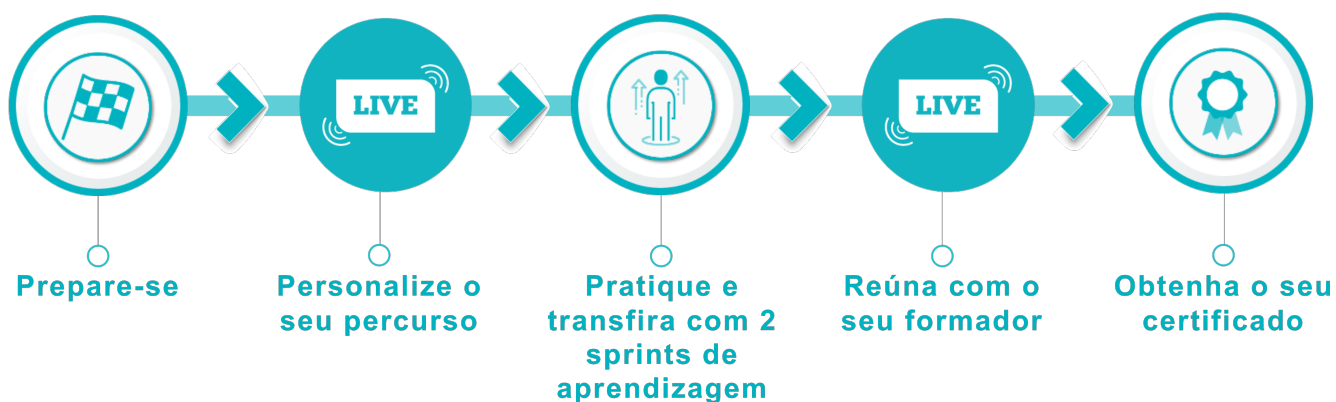 LIVE
LIVE
Prepare-se
Personalize o
seu percurso
Pratique e
transfira com 2
sprints de
aprendizagem
Reúna com o
seu formador
Obtenha o seu
certificado